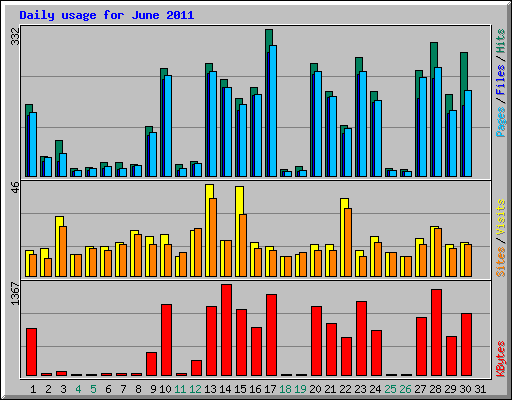 Daily usage for June 2011
332
Pages / Files / Hits
46
Sites / Visits
1367
KBytes
1 2 3 4 5 6 7 8 9 10 11 12 13 14 15 16 17 18 19 20 21 22 23 24 25 26 27 28 29 30 31